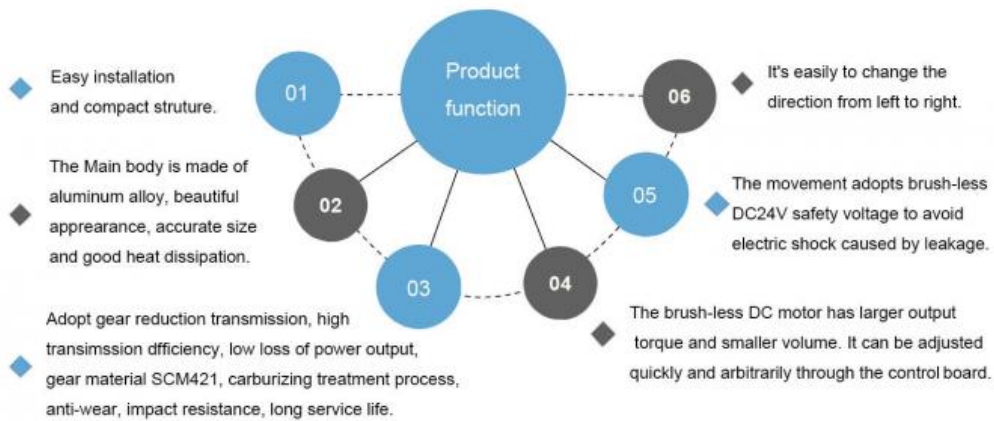 Product
function
01
Easy installation
and compact struture.
02
The Main body is made of
aluminum alloy, beautiful
apprearance, accurate size
and good heat dissipation.
03
Adopt gear reduction transmission, high
transimssion dfficiency, low loss of power output,
gear material SCM421, carburizing treatment process,
anti-wear, impact resistance, long service life.
04
The brush-less DC motor has larger output
torque and smaller volume. It can be adjusted
quickly and arbitrarily through the control board.
05
The movement adopts brush-less
DC24V safety voltage to avoid
electric shock caused by leakage.
06
It's easily to change the
direction from left to right.